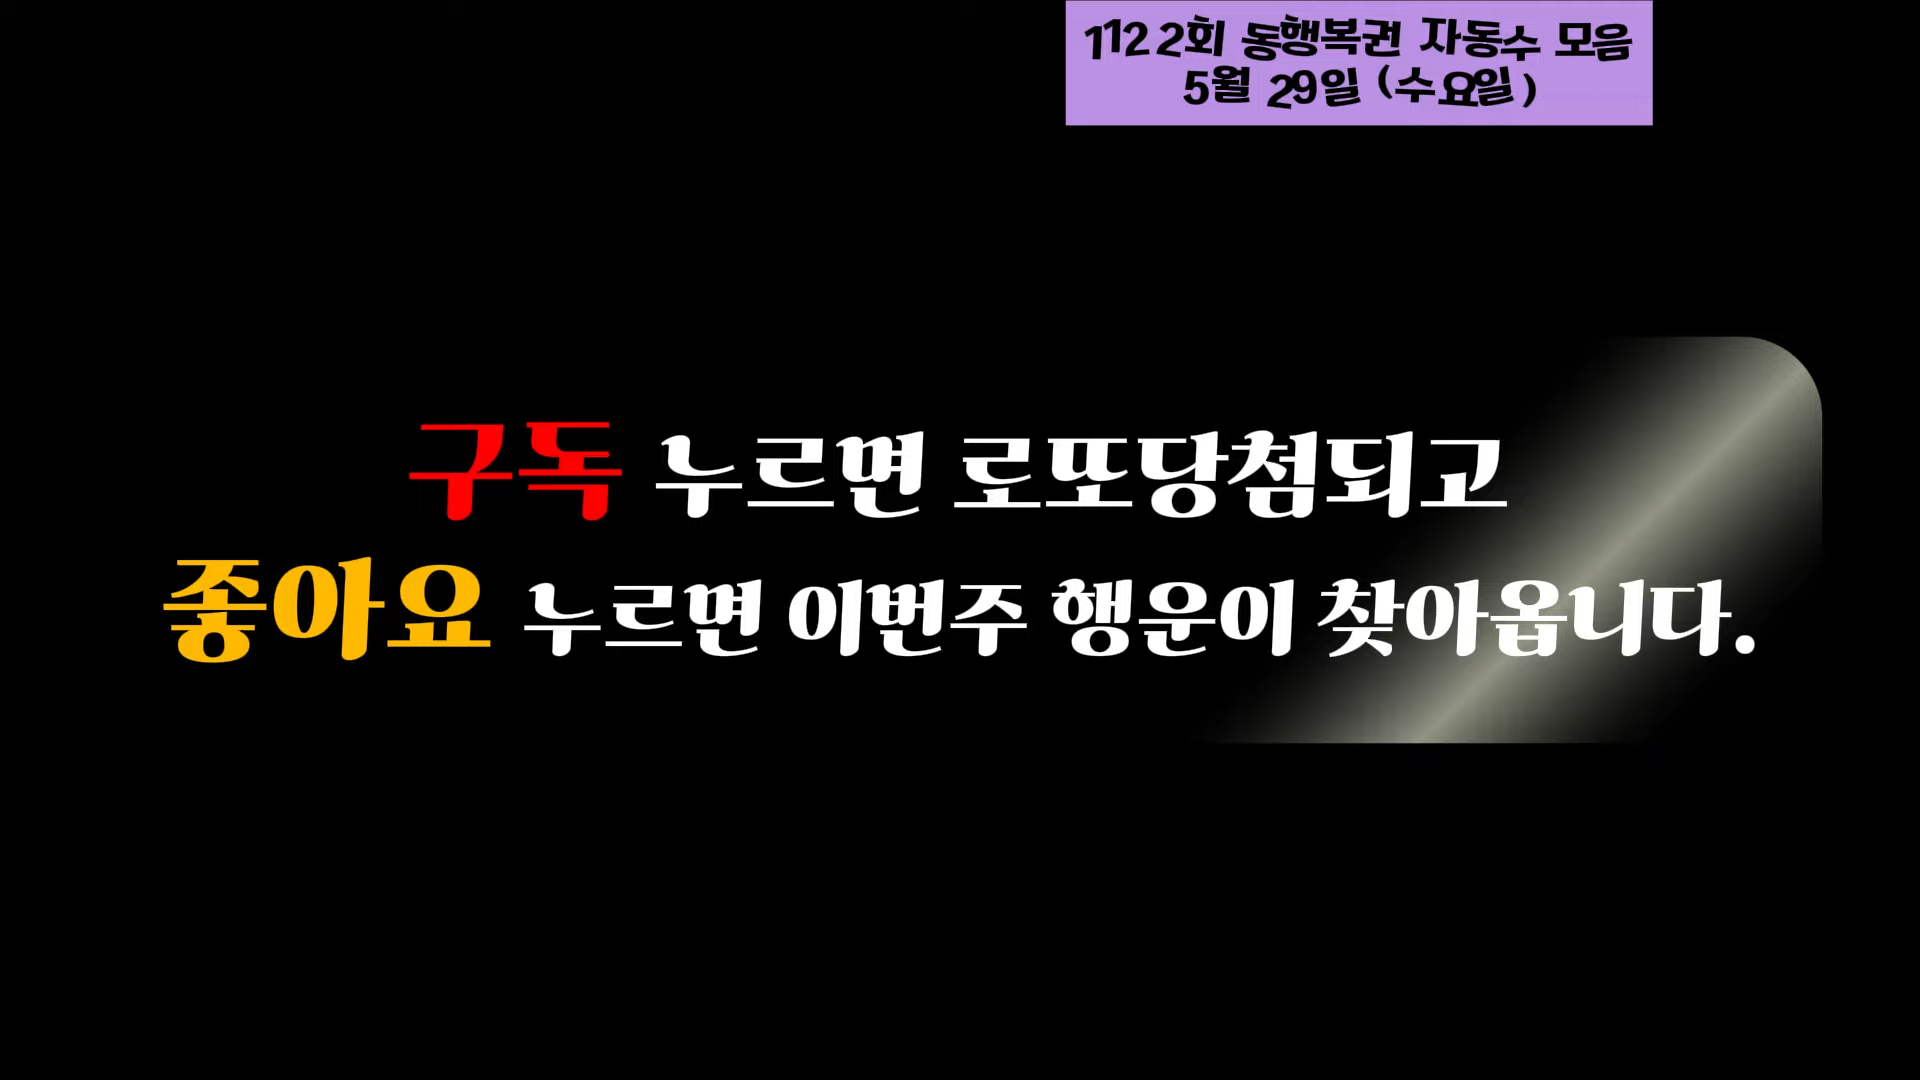 1122회 동행복권 자동수 모음
5월 29일 (수요일)
구독 누르면 로또당첨되고
좋아요 누르면 이번주 행운이 찾아옵니다.